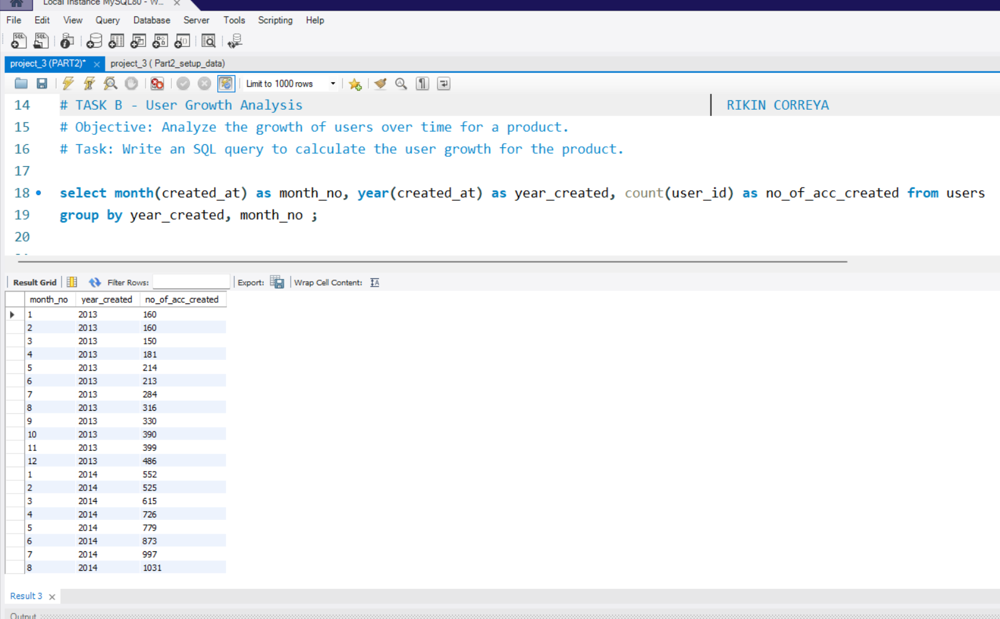 Local instance MySQL80 - W...
File Edit View Query Database Server Tools Scripting Help
project_3 (PART2)* project_3 ( Part2_setup_data)
Limit to 1000 rows
14 # TASK B - User Growth Analysis RIKIN CORREYA
15 # Objective: Analyze the growth of users over time for a product.
16 # Task: Write an SQL query to calculate the user growth for the product.
17
18 select month(created_at) as month_no, year(created_at) as year_created, count(user_id) as no_of_acc_created from users
19 group by year_created, month_no ;
20
Result Grid Filter Rows: Export: Wrap Cell Content:
month_no year_created no_of_acc_created
1 2013 160
2 2013 160
3 2013 150
4 2013 181
5 2013 214
6 2013 213
7 2013 284
8 2013 316
9 2013 330
10 2013 390
11 2013 399
12 2013 486
1 2014 552
2 2014 525
3 2014 615
4 2014 726
5 2014 779
6 2014 873
7 2014 997
8 2014 1031
Result 3
Output